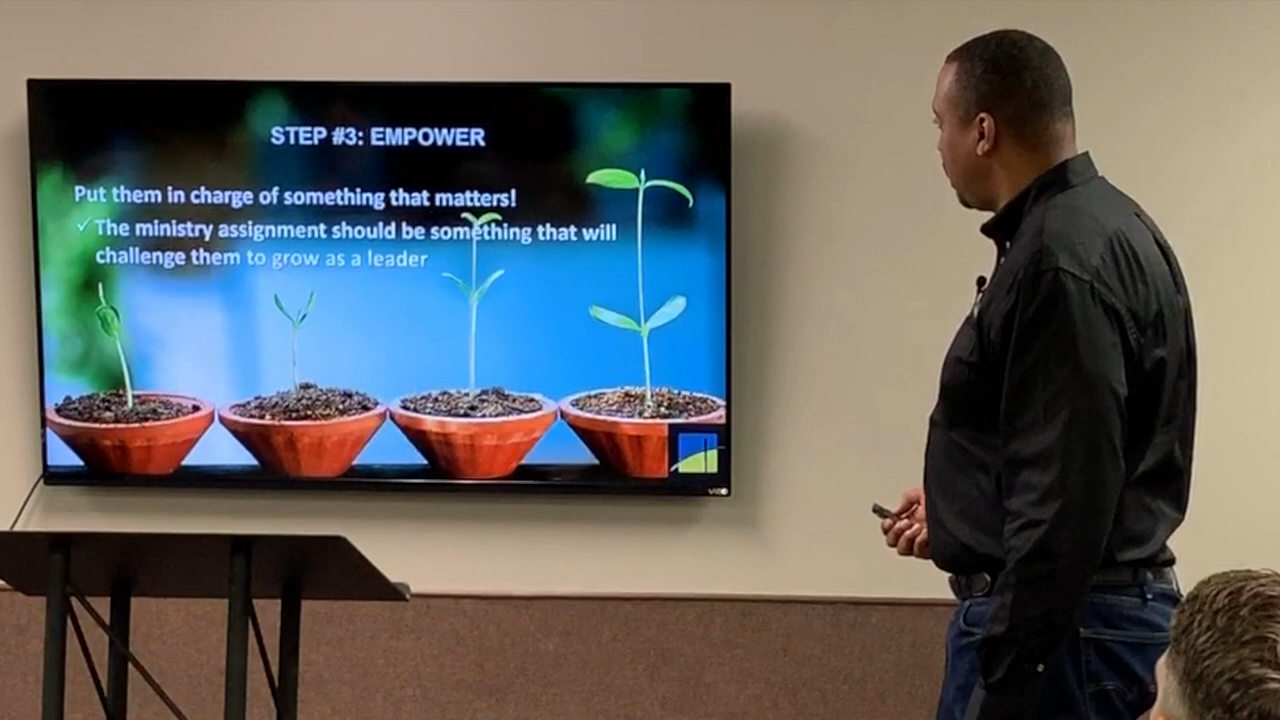 STEP #3: EMPOWER
Put them in charge of something that matters!
✓ The ministry assignment should be something that will
challenge them to grow as a leader
VIZIO